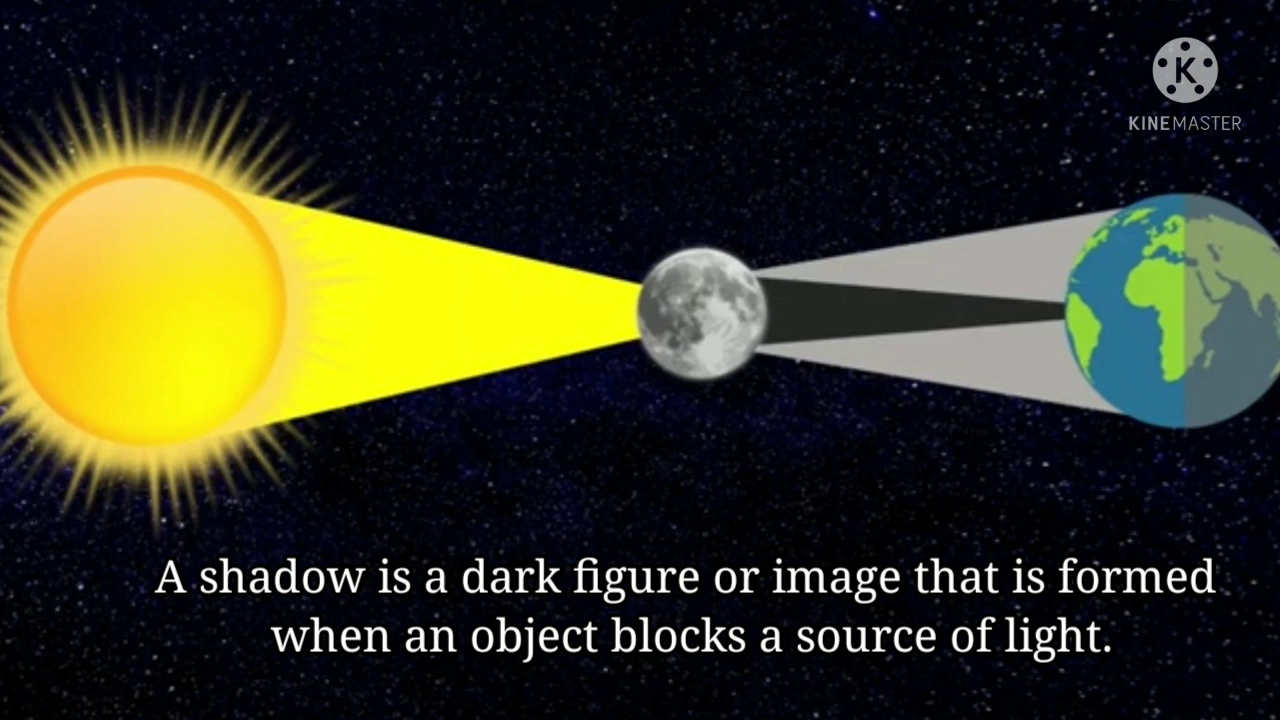 K
KINEMASTER
A shadow is a dark figure or image that is formed
when an object blocks a source of light.